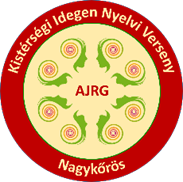 Kistérségi Idegen Nyelvi Verseny
AJRG
Nagykőrös